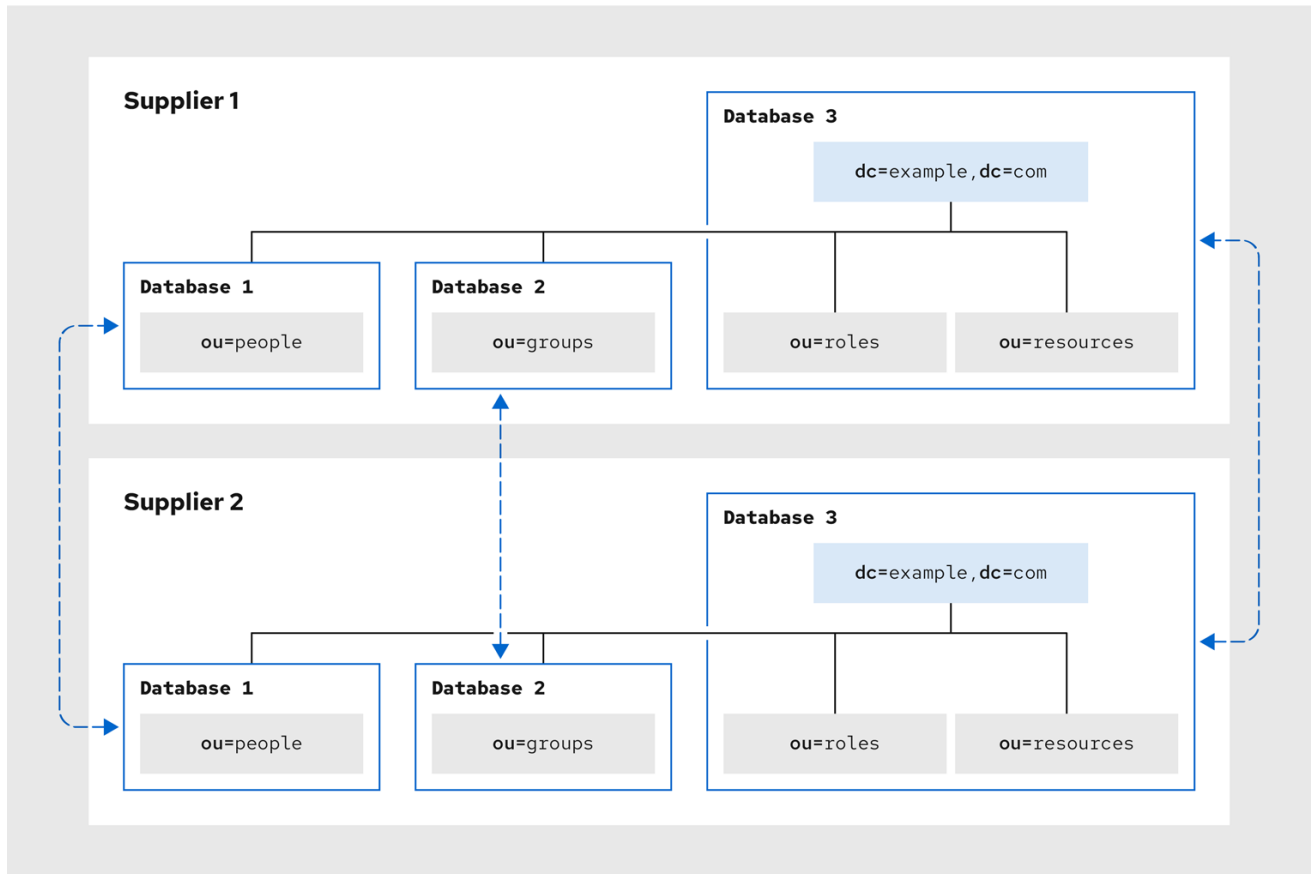 Supplier 1
Database 3
dc=example,dc=com
Database 1
Database 2
ou=people
ou=groups
ou=roles
ou=resources
Supplier 2
Database 3
dc=example,dc=com
Database 1
Database 2
ou=people
ou=groups
ou=roles
ou=resources